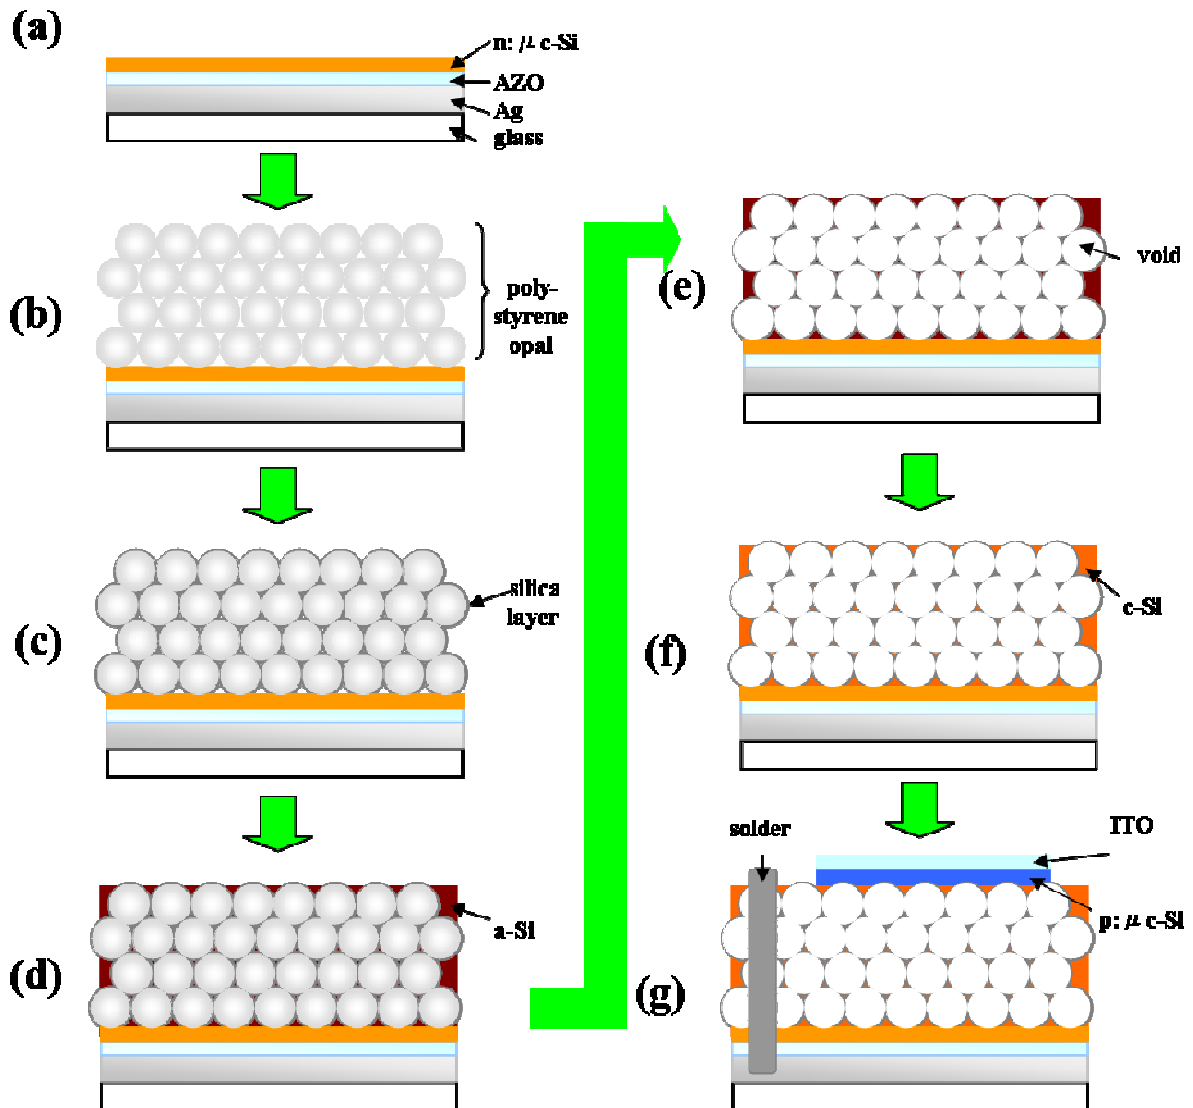 (a)
n: μ c-Si
AZO
Ag
glass
(b)
poly-
styrene
opal
(c)
silica
layer
(d)
a-Si
(e)
void
(f)
c-Si
(g)
solder
ITO
p: μ c-Si